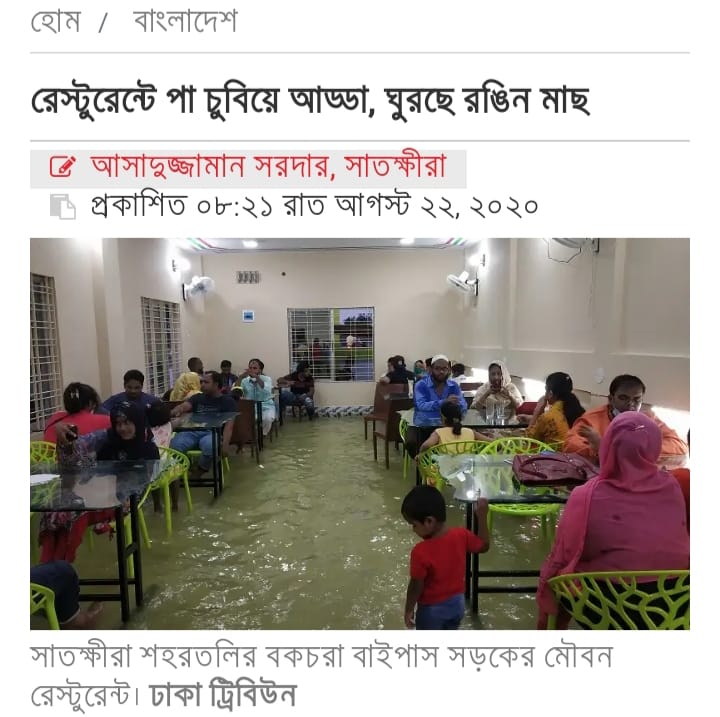 হোম / বাংলাদেশ
রেস্টুরেন্টে পা চুবিয়ে আড্ডা, ঘুরছে রঙিন মাছ
আসাদুজ্জামান সরদার, সাতক্ষীরা
প্রকাশিত ০৮:২১ রাত আগস্ট ২২, ২০২০
সাতক্ষীরা শহরতলির বকচরা বাইপাস সড়কের মৌবন
রেস্টুরেন্ট। ঢাকা ট্রিবিউন